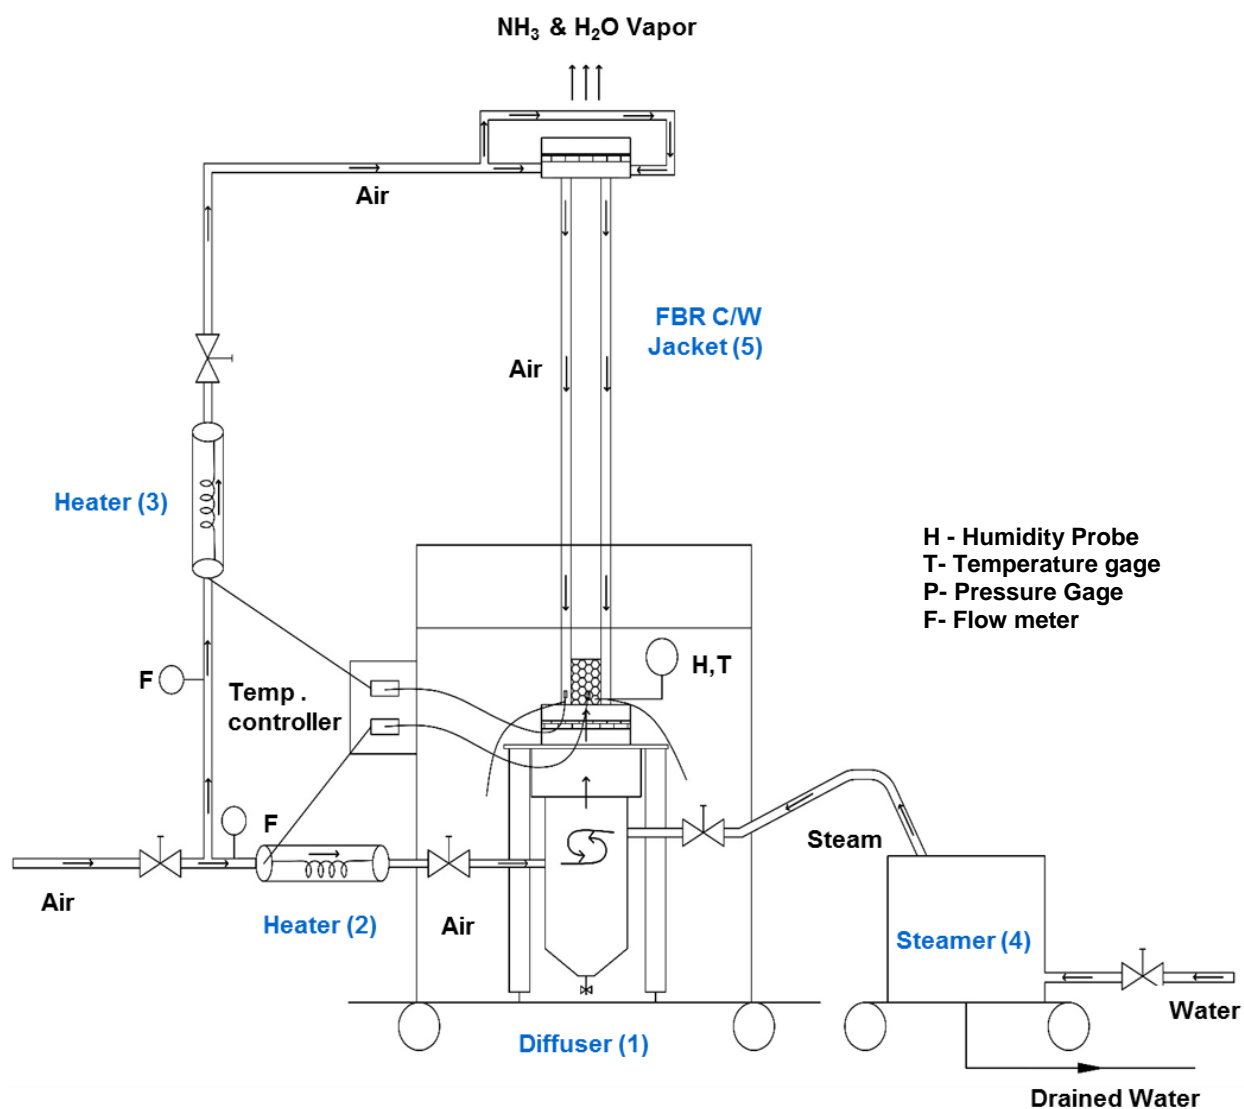 NH₃ & H₂O Vapor
Air
FBR C/W
Jacket (5)
Air
Heater (3)
H - Humidity Probe
T- Temperature gage
P- Pressure Gage
F- Flow meter
H,T
F
Temp .
controller
F
Steam
Air
Heater (2)
Air
Steamer (4)
Water
Diffuser (1)
Drained Water